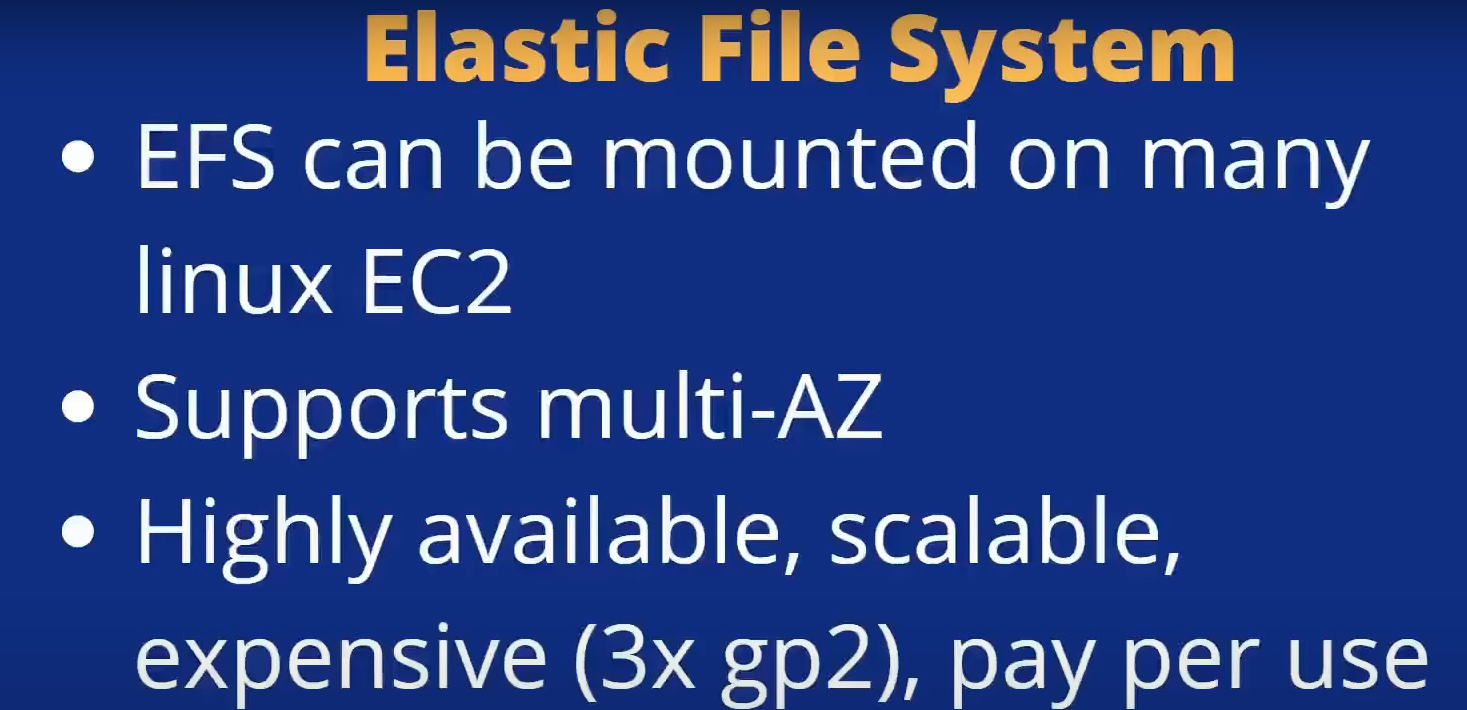 Elastic File System
• EFS can be mounted on many
linux EC2
• Supports multi-AZ
• Highly available, scalable,
expensive (3x gp2), pay per use